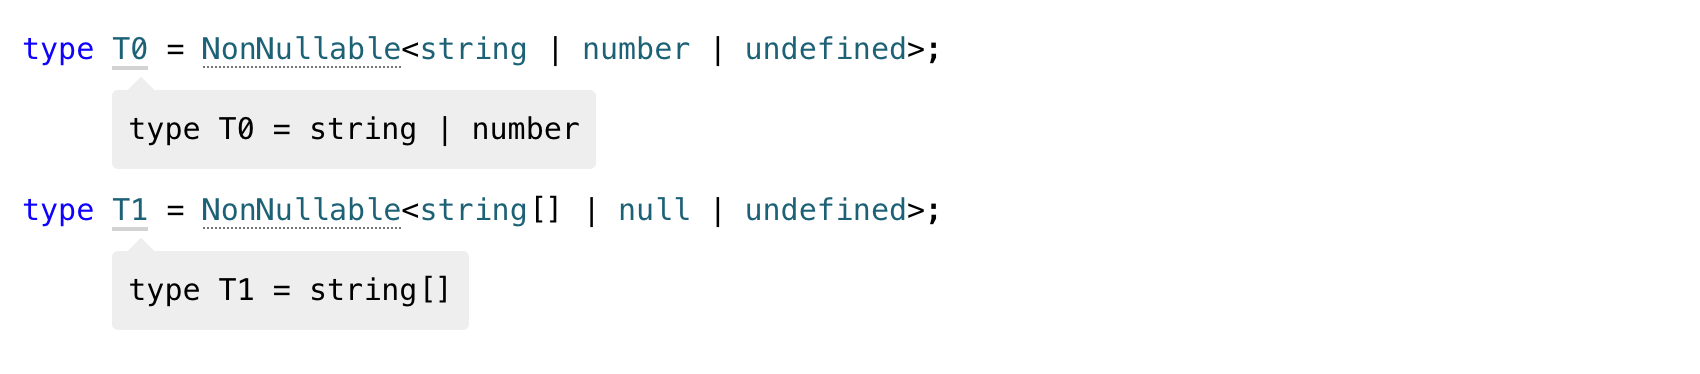 type T0 = NonNullable<string | number | undefined>;
type T0 = string | number
type T1 = NonNullable<string[] | null | undefined>;
type T1 = string[]